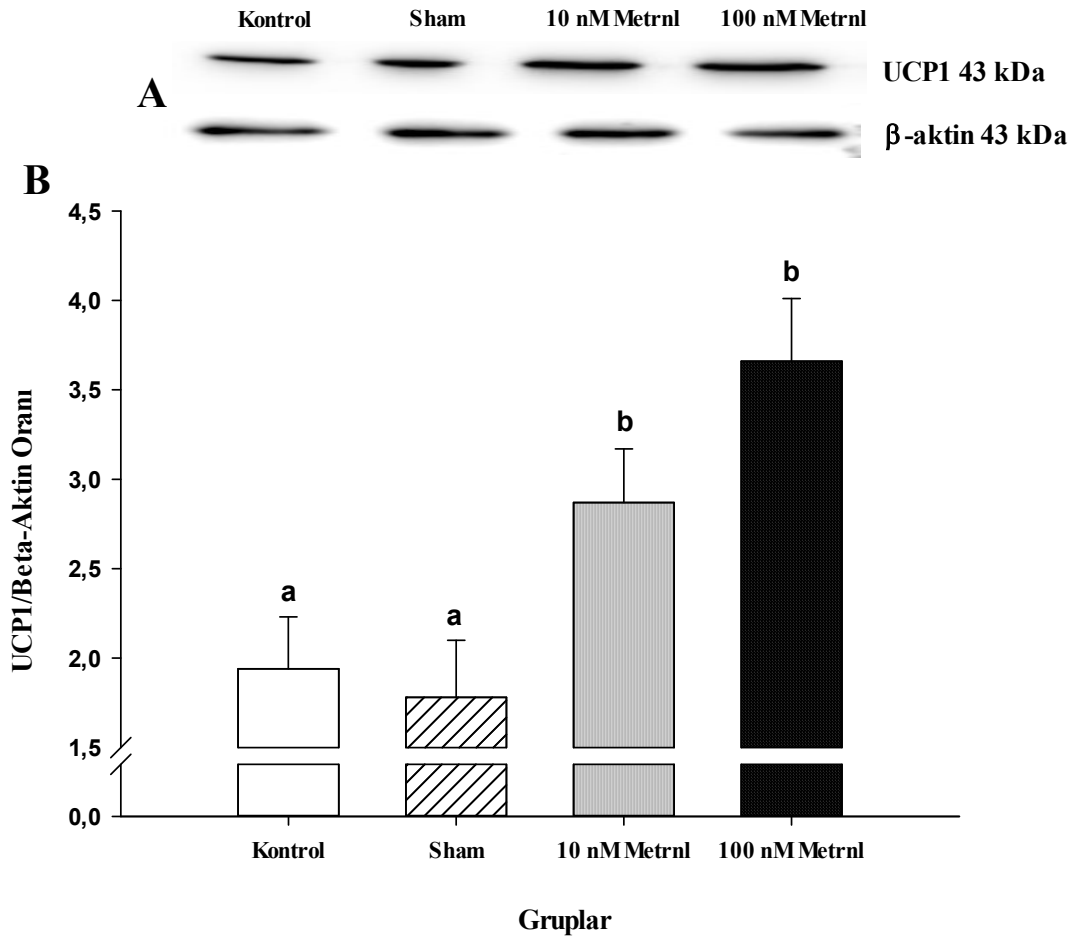 Kontrol Sham 10 nM Metrnl 100 nM Metrnl
A
UCP1 43 kDa
β-aktin 43 kDa
B
UCP1/Beta-Aktin Oranı
4,5
4,0
3,5
3,0
2,5
2,0
1,5
0,0
a
a
b
b
Kontrol Sham 10 nM Metrnl 100 nM Metrnl
Gruplar